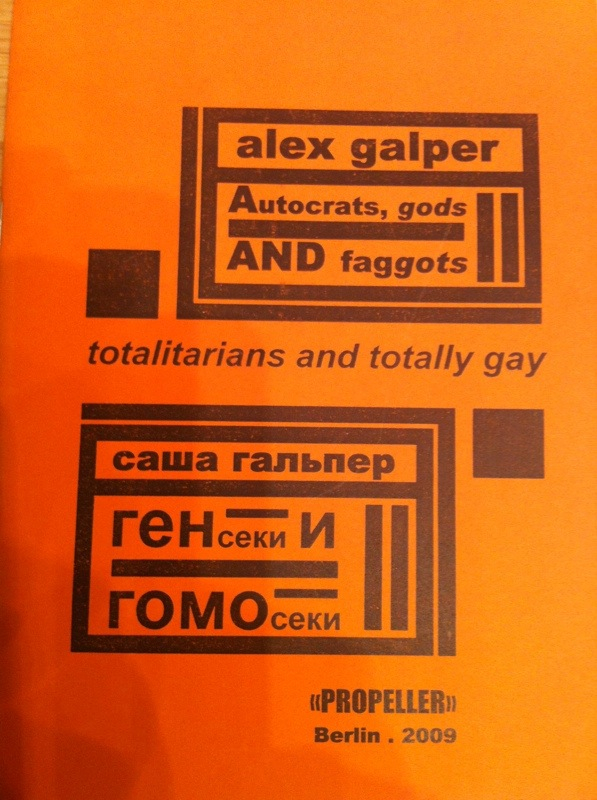 alex galper
Autocrats, gods
AND faggots
totalitarians and totally gay
саша гальпер
генсеки и
гомосеки
«PROPELLER»
Berlin . 2009